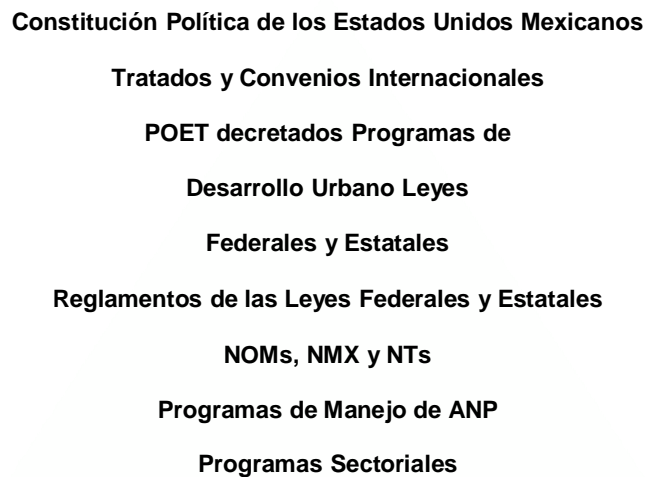 Constitución Política de los Estados Unidos Mexicanos
Tratados y Convenios Internacionales
POET decretados Programas de
Desarrollo Urbano Leyes
Federales y Estatales
Reglamentos de las Leyes Federales y Estatales
NOMs, NMX y NTs
Programas de Manejo de ANP
Programas Sectoriales